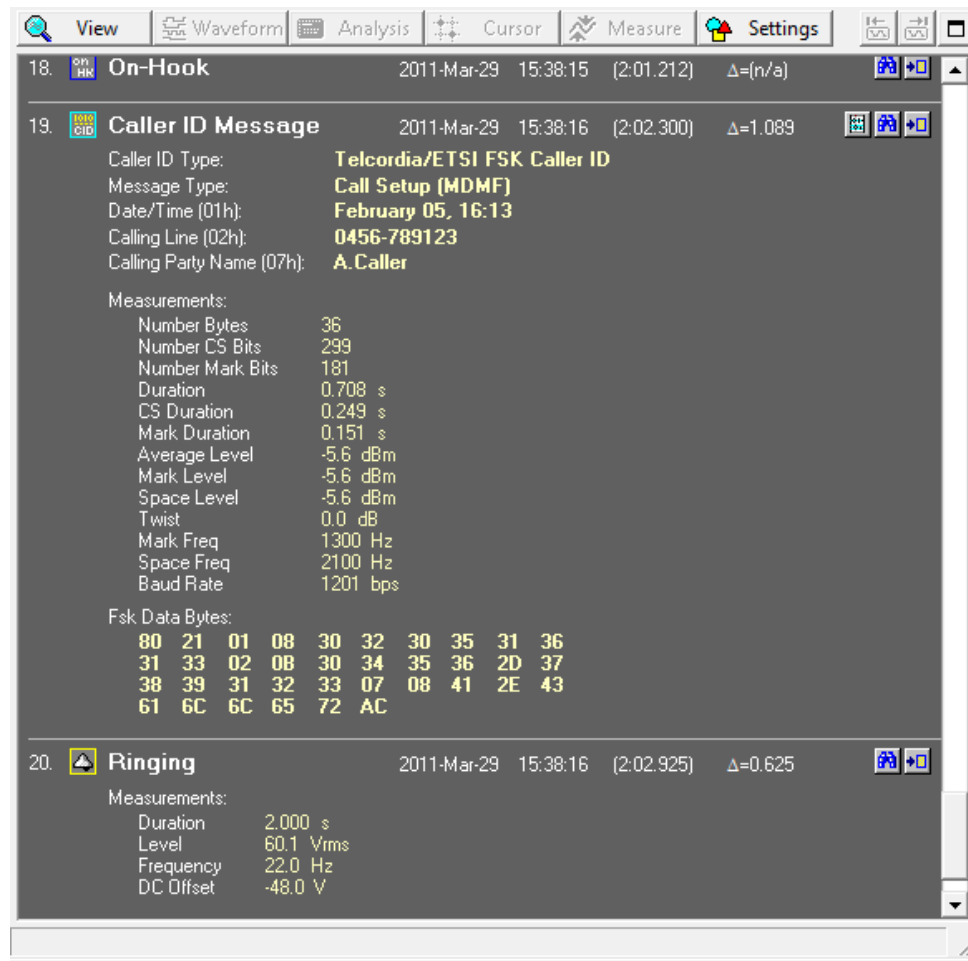 View Waveform Analysis Cursor Measure Settings
18. On HK On-Hook 2011-Mar-29 15:38:15 (2:01.212) Δ=(n/a)
19. 1010 CID Caller ID Message 2011-Mar-29 15:38:16 (2:02.300) Δ=1.089
Caller ID Type: Telcordia/ETSI FSK Caller ID
Message Type: Call Setup (MDMF)
Date/Time (01h): February 05, 16:13
Calling Line (02h): 0456-789123
Calling Party Name (07h): A.Caller
Measurements:
Number Bytes 36
Number CS Bits 299
Number Mark Bits 181
Duration 0.708 s
CS Duration 0.249 s
Mark Duration 0.151 s
Average Level -5.6 dBm
Mark Level -5.6 dBm
Space Level -5.6 dBm
Twist 0.0 dB
Mark Freq 1300 Hz
Space Freq 2100 Hz
Baud Rate 1201 bps
Fsk Data Bytes:
80 21 01 08 30 32 30 35 31 36
31 33 02 0B 30 34 35 36 2D 37
38 39 31 32 33 07 08 41 2E 43
61 6C 6C 65 72 AC
20. Ringing 2011-Mar-29 15:38:16 (2:02.925) Δ=0.625
Measurements:
Duration 2.000 s
Level 60.1 Vrms
Frequency 22.0 Hz
DC Offset -48.0 V